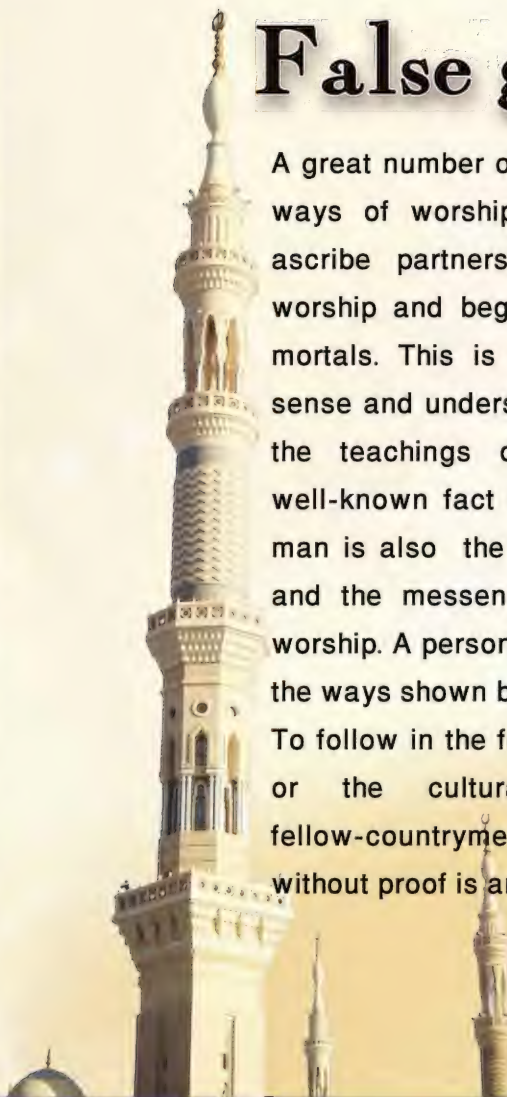 False
A great number
ways of worship
ascribe partners
worship and beg
mortals. This is
sense and unders
the teachings
well-known fact
man is also the
and the messen
worship. A person
the ways shown b
To follow in the f
or the cultura
fellow-countryme
without proof is a